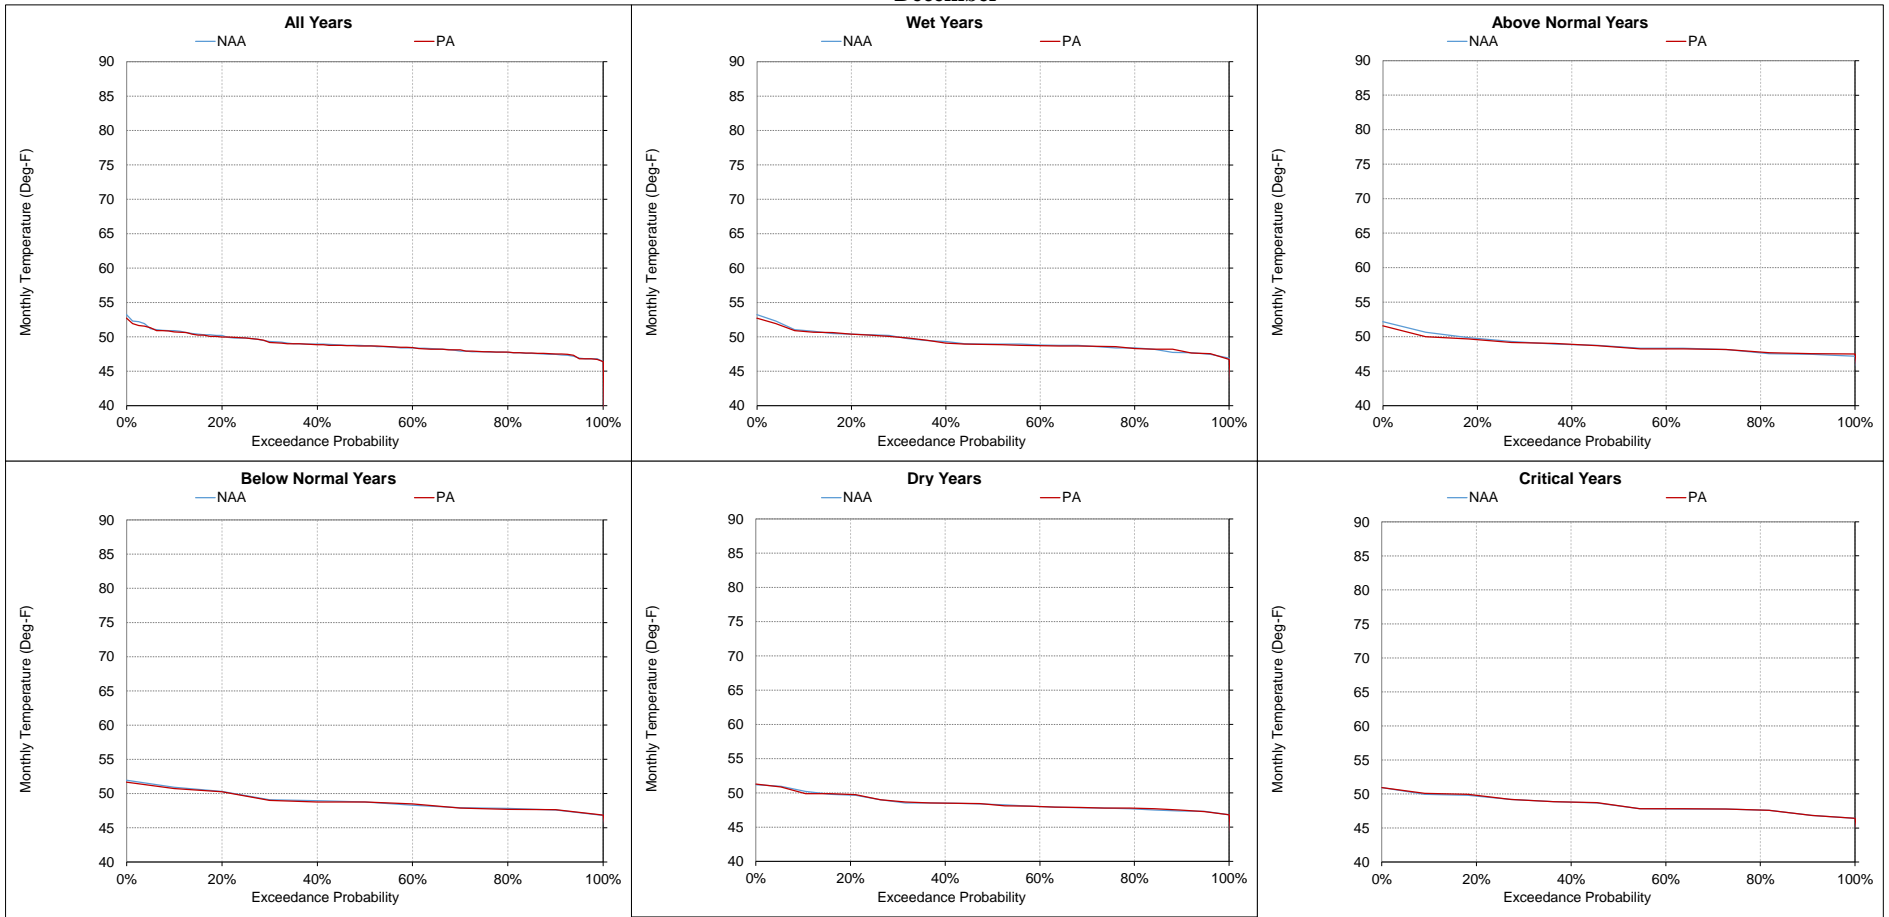 December
All Years
NAA PA
90
85
80
75
70
65
60
55
50
45
40
Monthly Temperature (Deg-F)
0% 20% 40% 60% 80% 100%
Exceedance Probability
Wet Years
NAA PA
90
85
80
75
70
65
60
55
50
45
40
Monthly Temperature (Deg-F)
0% 20% 40% 60% 80% 100%
Exceedance Probability
Above Normal Years
NAA PA
90
85
80
75
70
65
60
55
50
45
40
Monthly Temperature (Deg-F)
0% 20% 40% 60% 80% 100%
Exceedance Probability
Below Normal Years
NAA PA
90
85
80
75
70
65
60
55
50
45
40
Monthly Temperature (Deg-F)
0% 20% 40% 60% 80% 100%
Exceedance Probability
Dry Years
NAA PA
90
85
80
75
70
65
60
55
50
45
40
Monthly Temperature (Deg-F)
0% 20% 40% 60% 80% 100%
Exceedance Probability
Critical Years
NAA PA
90
85
80
75
70
65
60
55
50
45
40
Monthly Temperature (Deg-F)
0% 20% 40% 60% 80% 100%
Exceedance Probability